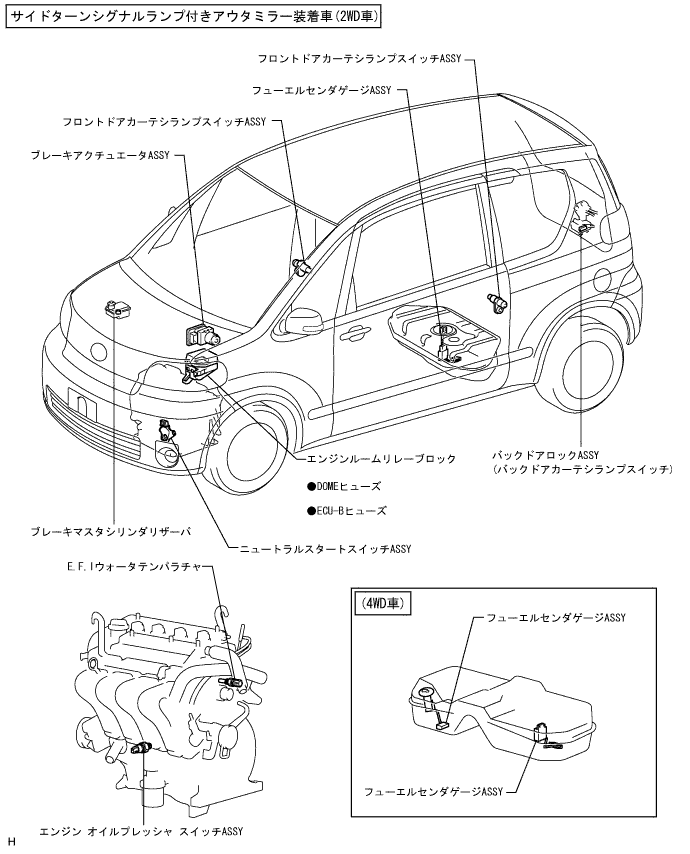 サイドターンシグナルランプ付きアウタミラー装着車(2WD車)
フロントドアカーテシランプスイッチASSY
フューエルセンダゲージASSY
フロントドアカーテシランプスイッチASSY
ブレーキアクチュエータASSY
エンジンルームリレーブロック
●DOMEヒューズ
●ECU-Bヒューズ
バックドアロックASSY
(バックドアカーテシランプスイッチ)
ブレーキマスタシリンダリザーバ
ニュートラルスタートスイッチASSY
E.F.Iウォータテンパラチャ
(4WD車)
フューエルセンダゲージASSY
フューエルセンダゲージASSY
エンジン オイルプレッシャ スイッチASSY
H